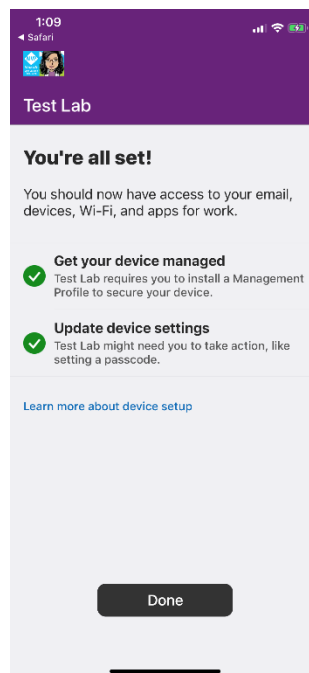 1:09
◀ Safari
Test Lab
You're all set!
You should now have access to your email,
devices, Wi-Fi, and apps for work.
Get your device managed
Test Lab requires you to install a Management
Profile to secure your device.
Update device settings
Test Lab might need you to take action, like
setting a passcode.
Learn more about device setup
Done